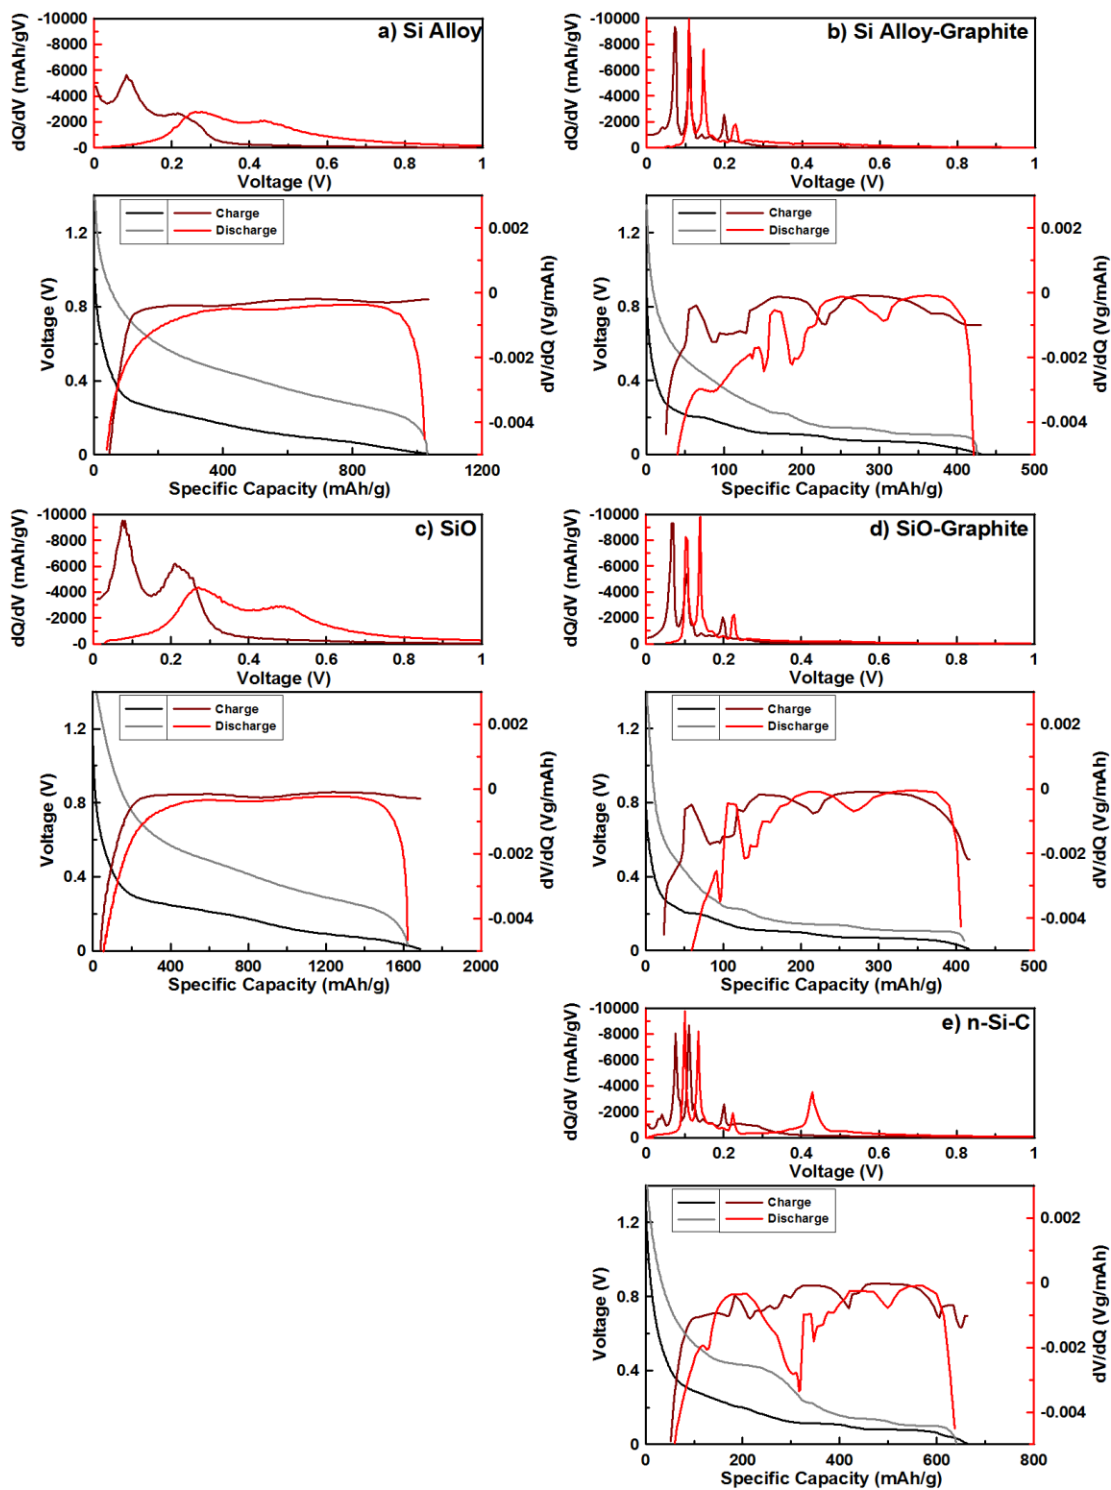 a) Si Alloy
dQ/dV (mAh/gV)
-10000
-8000
-6000
-4000
-2000
-0
0 0.2 0.4 0.6 0.8 1
Voltage (V)
Charge
Discharge
Voltage (V)
1.2
0.8
0.4
0
0.002
0
-0.002
-0.004
dV/dQ (Vg/mAh)
0 400 800 1200
Specific Capacity (mAh/g)
b) Si Alloy-Graphite
dQ/dV (mAh/gV)
-10000
-8000
-6000
-4000
-2000
0
0 0.2 0.4 0.6 0.8 1
Voltage (V)
Charge
Discharge
Voltage (V)
1.2
0.8
0.4
0
0.002
0
-0.002
-0.004
dV/dQ (Vg/mAh)
0 100 200 300 400 500
Specific Capacity (mAh/g)
c) SiO
dQ/dV (mAh/gV)
-10000
-8000
-6000
-4000
-2000
-0
0 0.2 0.4 0.6 0.8 1
Voltage (V)
Charge
Discharge
Voltage (V)
1.2
0.8
0.4
0
0.002
0
-0.002
-0.004
dV/dQ (Vg/mAh)
0 400 800 1200 1600 2000
Specific Capacity (mAh/g)
d) SiO-Graphite
dQ/dV (mAh/gV)
-10000
-8000
-6000
-4000
-2000
0
0 0.2 0.4 0.6 0.8 1
Voltage (V)
Charge
Discharge
Voltage (V)
1.2
0.8
0.4
0
0.002
0
-0.002
-0.004
dV/dQ (Vg/mAh)
0 100 200 300 400 500
Specific Capacity (mAh/g)
e) n-Si-C
dQ/dV (mAh/gV)
-10000
-8000
-6000
-4000
-2000
0
0 0.2 0.4 0.6 0.8 1
Voltage (V)
Charge
Discharge
Voltage (V)
1.2
0.8
0.4
0
0.002
0
-0.002
-0.004
dV/dQ (Vg/mAh)
0 200 400 600 800
Specific Capacity (mAh/g)